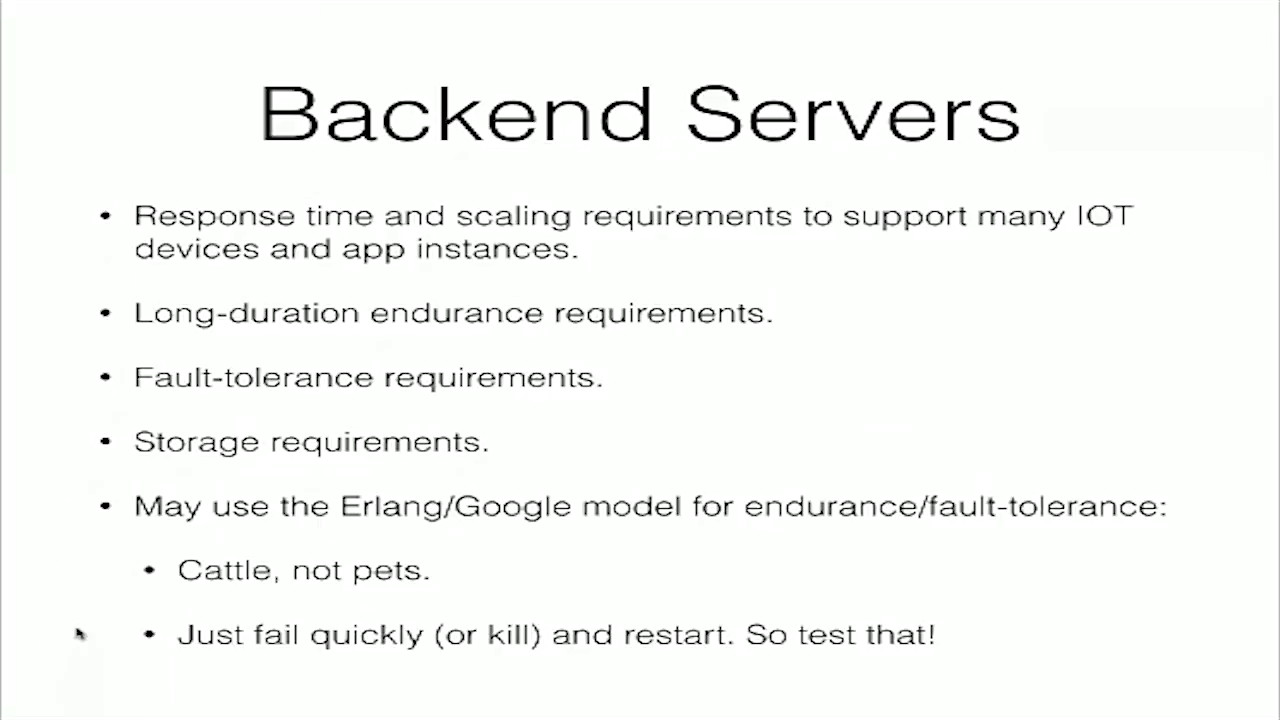 Backend Servers
• Response time and scaling requirements to support many IOT
devices and app instances.
• Long-duration endurance requirements.
• Fault-tolerance requirements.
• Storage requirements.
• May use the Erlang/Google model for endurance/fault-tolerance:
• Cattle, not pets.
• Just fail quickly (or kill) and restart. So test that!